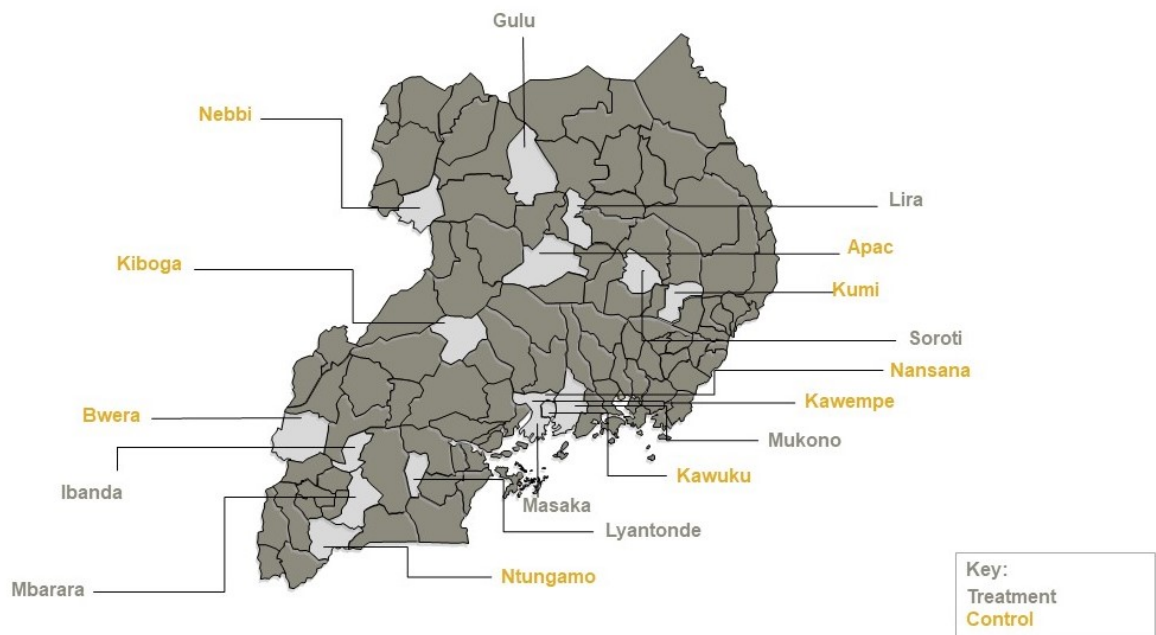 Gulu
Nebbi
Lira
Apac
Kiboga
Kumi
Soroti
Nansana
Bwera
Kawempe
Mukono
Kawuku
Ibanda
Masaka
Lyantonde
Mbarara
Ntungamo
Key:
Treatment
Control